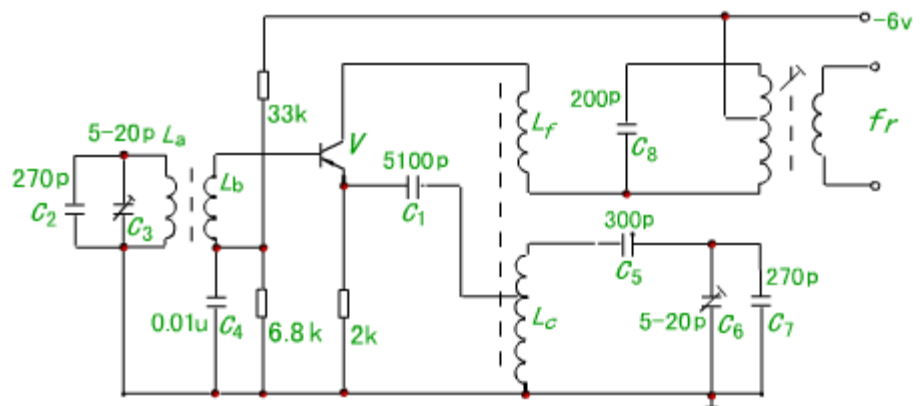 -6v
33k
V
5-20p
La
Lb
270p
C2
C3
5100p
C1
Lf
200p
C8
fr
0.01u
C4
6.8k
2k
Lc
300p
C5
5-20p
C6
270p
C7